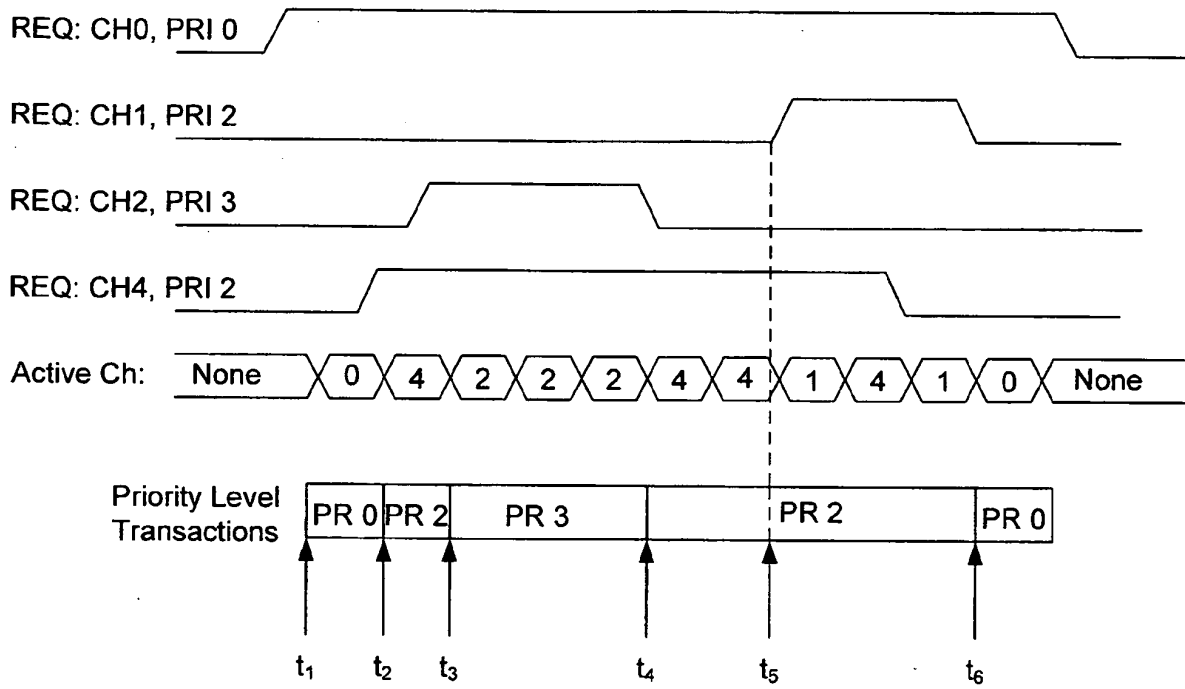 REQ: CH0, PRI 0
REQ: CH1, PRI 2
REQ: CH2, PRI 3
REQ: CH4, PRI 2
Active Ch: None 0 4 2 2 2 4 4 1 4 1 0 None
Priority Level
Transactions
PR 0 PR 2 PR 3 PR 2 PR 0
t1 t2 t3 t4 t5 t6